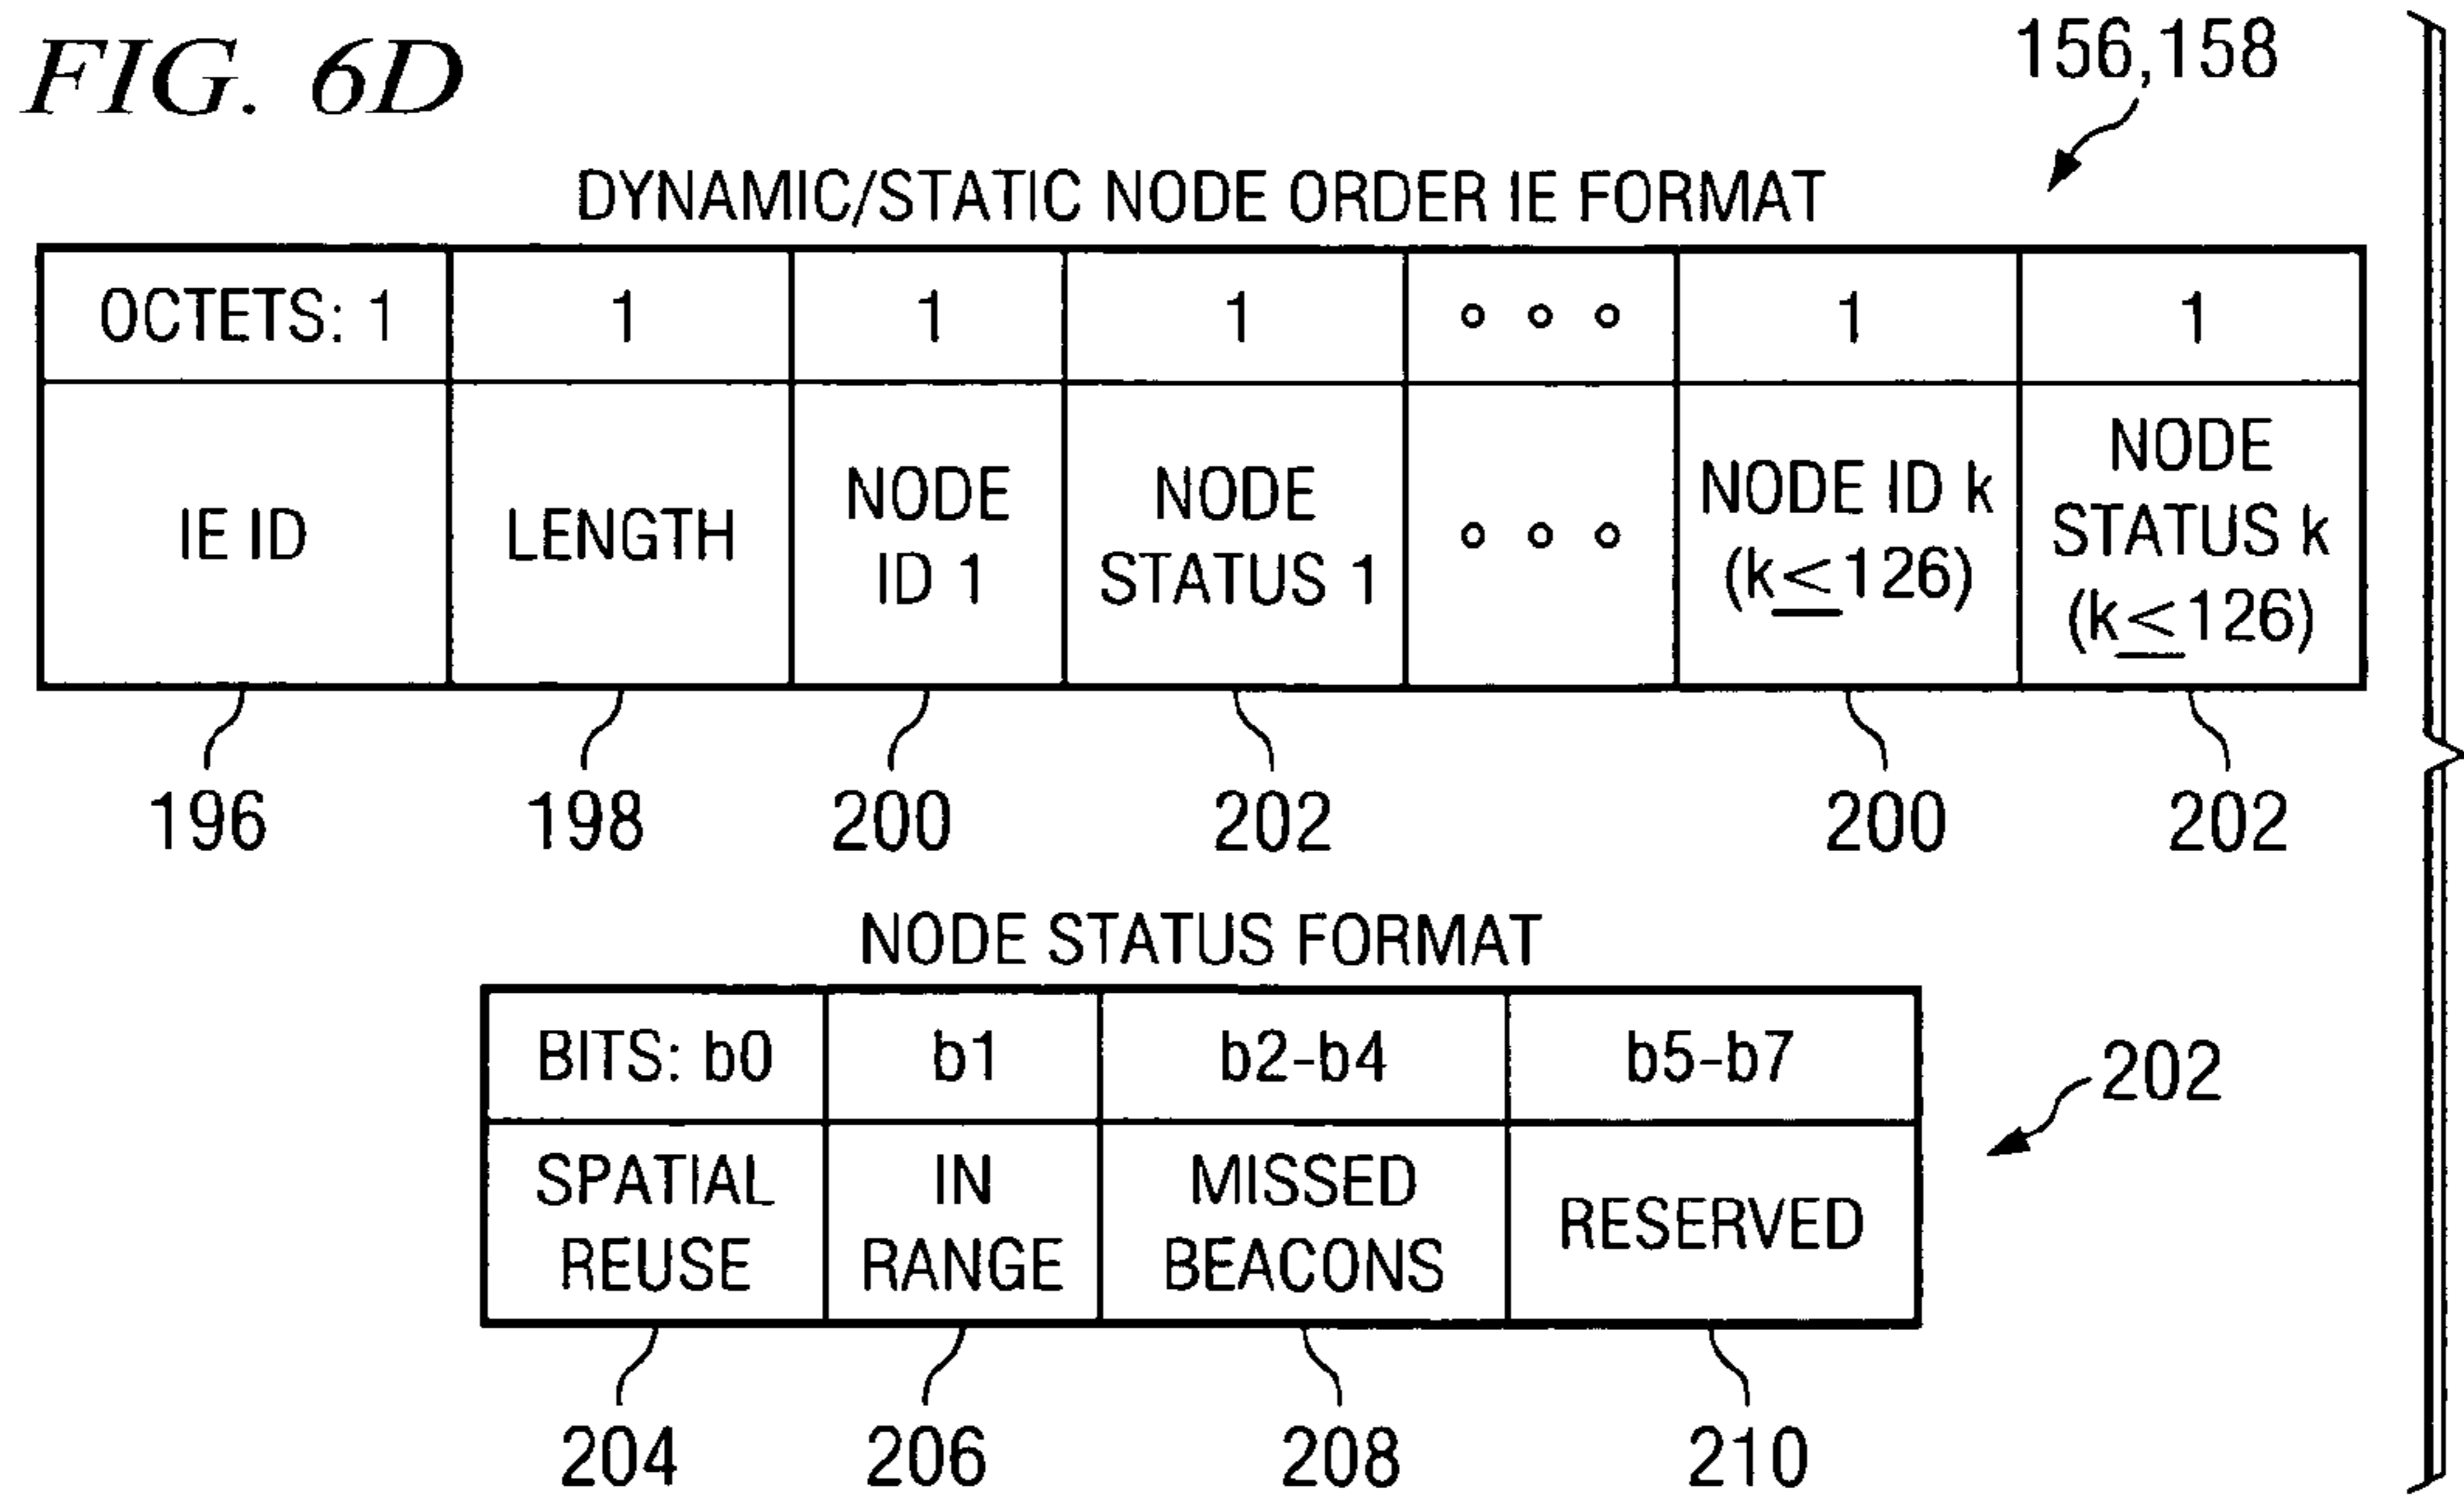 FIG. 6D
156,158
DYNAMIC/STATIC NODE ORDER IE FORMAT
OCTETS: 1 1 1 1 ∘ ∘ ∘ 1 1
IE ID
LENGTH
NODE
ID 1
NODE
STATUS 1
∘ ∘ ∘
NODE ID k
(k≤126)
NODE
STATUS k
(k≤126)
196 198 200 202 200 202
NODE STATUS FORMAT
BITS: b0 b1 b2-b4 b5-b7
SPATIAL
REUSE
IN
RANGE
MISSED
BEACONS
RESERVED
202
204 206 208 210